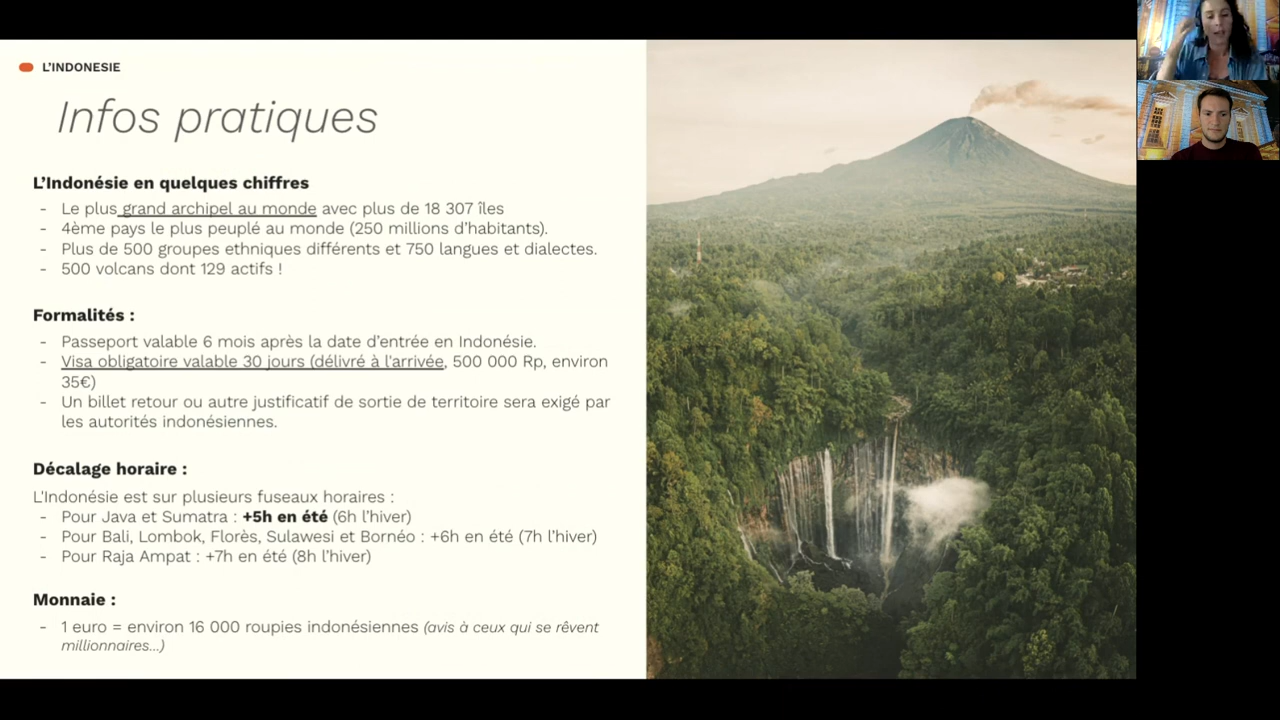 L'INDONESIE
Infos pratiques
L'Indonésie en quelques chiffres
- Le plus grand archipel au monde avec plus de 18 307 îles
- 4ème pays le plus peuplé au monde (250 millions d'habitants).
- Plus de 500 groupes ethniques différents et 750 langues et dialectes.
- 500 volcans dont 129 actifs !
Formalités :
- Passeport valable 6 mois après la date d'entrée en Indonésie.
- Visa obligatoire valable 30 jours (délivré à l'arrivée, 500 000 Rp, environ
35€)
- Un billet retour ou autre justificatif de sortie de territoire sera exigé par
les autorités indonésiennes.
Décalage horaire :
L'Indonésie est sur plusieurs fuseaux horaires :
- Pour Java et Sumatra : +5h en été (6h l'hiver)
- Pour Bali, Lombok, Florès, Sulawesi et Bornéo : +6h en été (7h l'hiver)
- Pour Raja Ampat : +7h en été (8h l'hiver)
Monnaie :
- 1 euro = environ 16 000 roupies indonésiennes (avis à ceux qui se rêvent
millionnaires...)